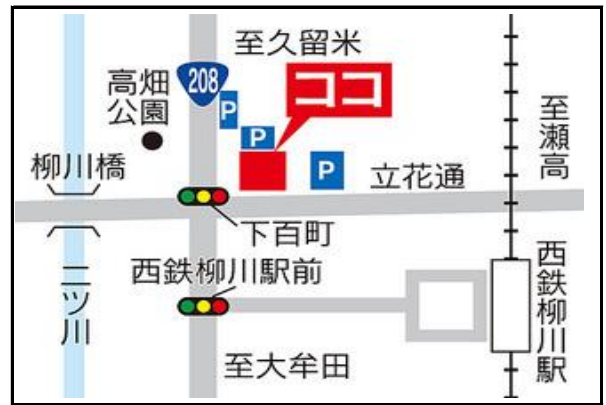 至久留米
208
高畑
公園
P
ココ
P
P
至瀬高
柳川橋
立花通
下百町
西鉄柳川駅前
二ツ川
西鉄柳川駅
至大牟田